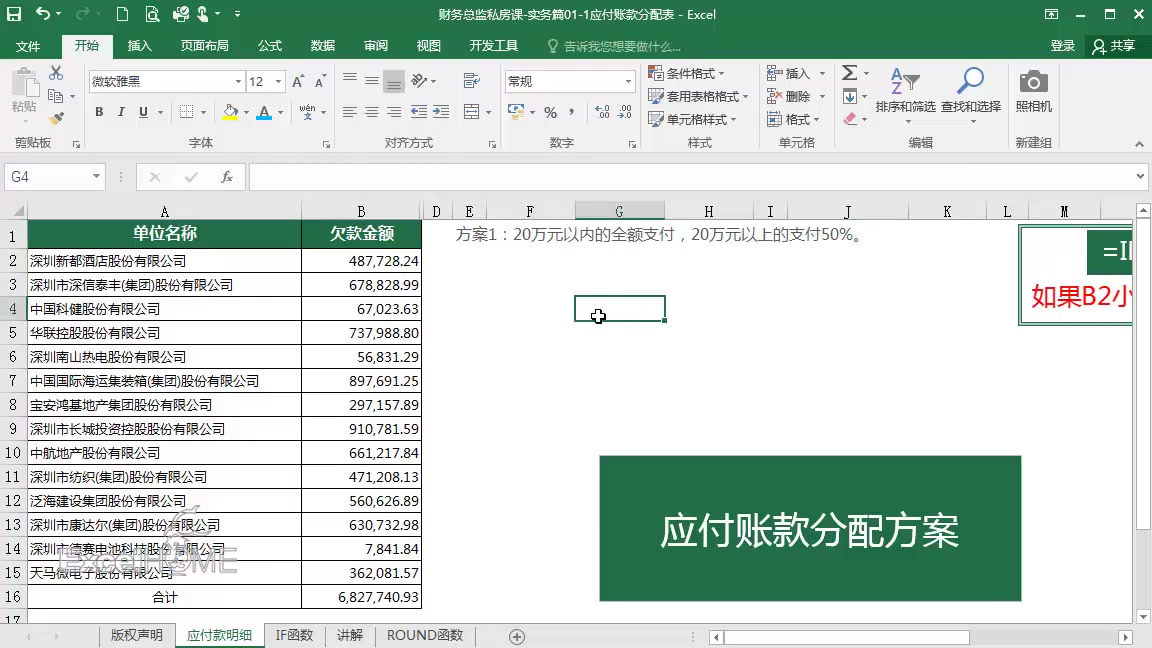 财务总监私房课-实务篇01-1应付账款分配表 - Excel
文件 开始 插入 页面布局 公式 数据 审阅 视图 开发工具 告诉我您想要做什么... 登录 共享
粘贴 微软雅黑 12 常规 条件格式 套用表格格式 单元格样式 插入 删除 格式 排序和筛选 查找和选择 照相机
B I U A wén 文 %
剪贴板 字体 对齐方式 数字 样式 单元格 编辑 新建组
G4 fx
A B D E F G H I J K L M
1 单位名称 欠款金额 方案1：20万元以内的全额支付，20万元以上的支付50%。
2 深圳新都酒店股份有限公司 487,728.24
3 深圳市深信泰丰(集团)股份有限公司 678,828.99
4 中国科健股份有限公司 67,023.63
5 华联控股股份有限公司 737,988.80
6 深圳南山热电股份有限公司 56,831.29
7 中国国际海运集装箱(集团)股份有限公司 897,691.25
8 宝安鸿基地产集团股份有限公司 297,157.89
9 深圳市长城投资控股股份有限公司 910,781.59
10 中航地产股份有限公司 661,217.84
11 深圳市纺织(集团)股份有限公司 471,208.13
12 泛海建设集团股份有限公司 560,626.89
13 深圳市康达尔(集团)股份有限公司 630,732.98
14 深圳市德赛电池科技股份有限公司 7,841.84
15 天马微电子股份有限公司 362,081.57
16 合计 6,827,740.93
17
=I
如果B2小
应付账款分配方案
ExcelHOME
版权声明 应付款明细 IF函数 讲解 ROUND函数